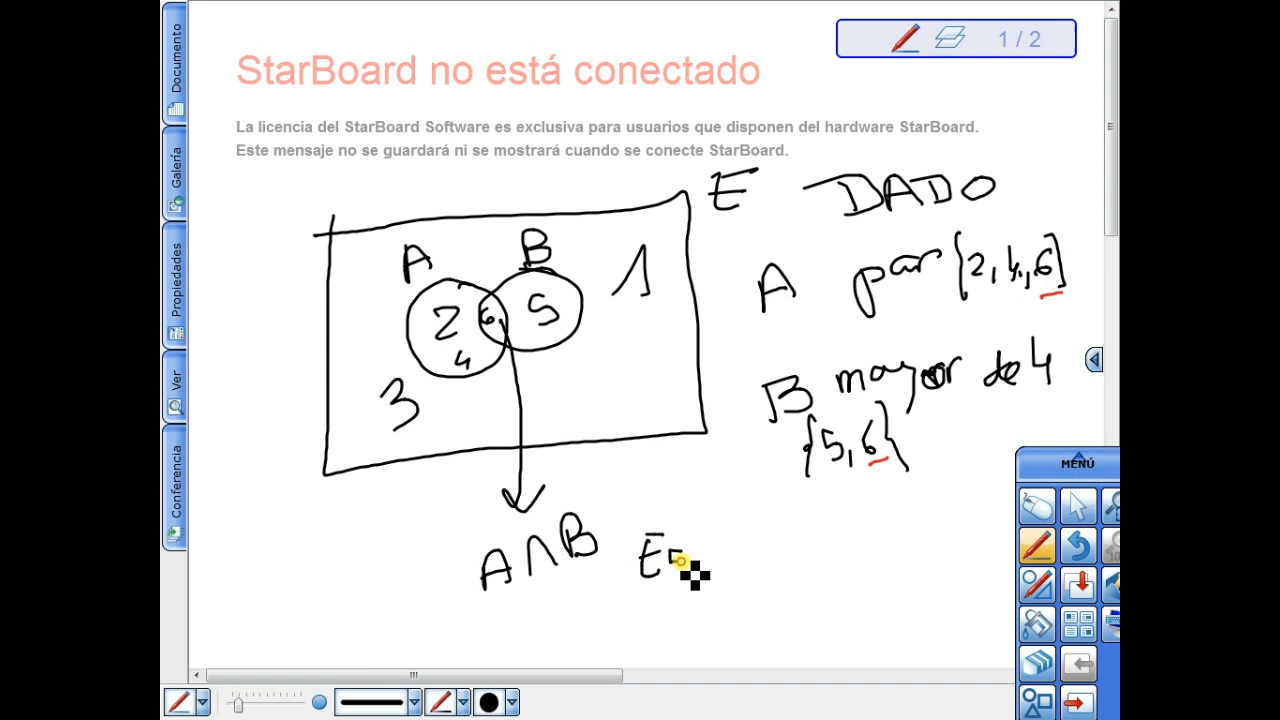 1 / 2
StarBoard no está conectado
La licencia del StarBoard Software es exclusiva para usuarios que disponen del hardware StarBoard.
Este mensaje no se guardará ni se mostrará cuando se conecte StarBoard.
Documento
Galería
Propiedades
Ver
Conferencia
E DADO
A B 1
2 6 5
4
3
A par {2, 4, 6}
B mayor de 4
{5, 6}
A∩B
MENÚ